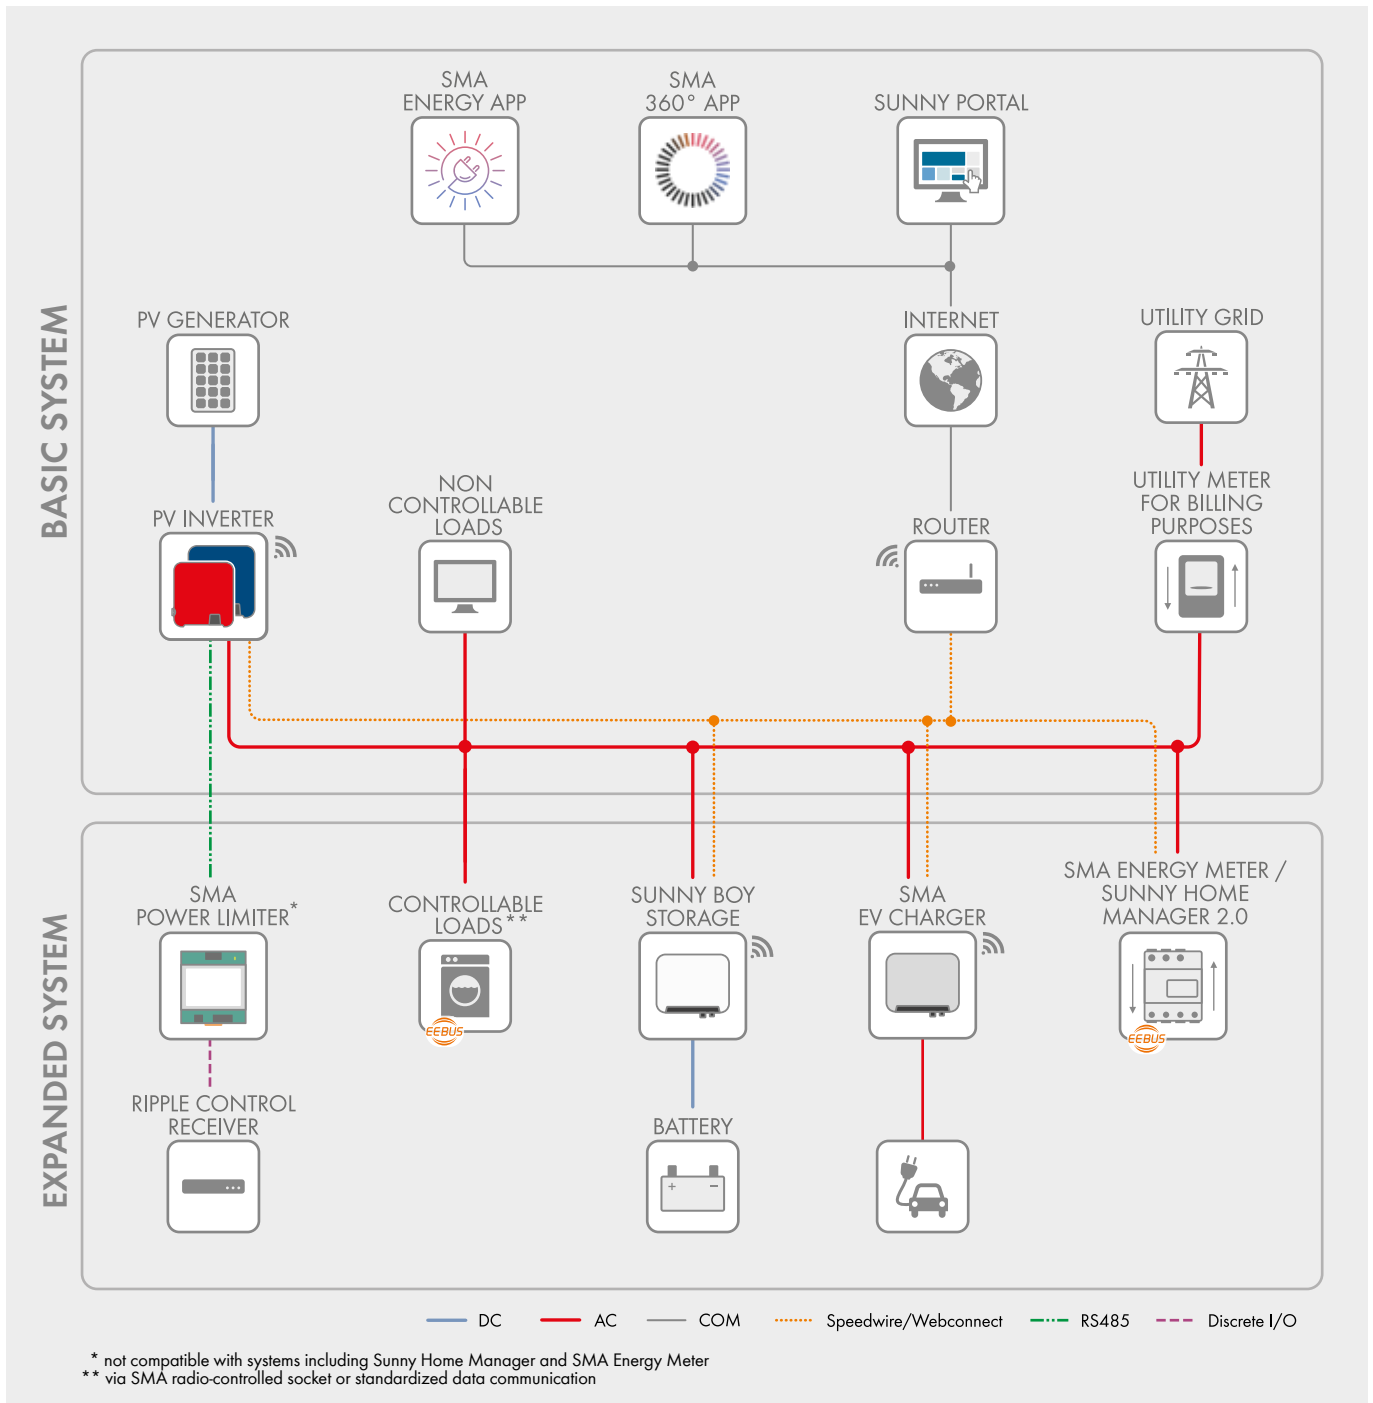 BASIC SYSTEM
SMA
ENERGY APP
SMA
360° APP
SUNNY PORTAL
PV GENERATOR
INTERNET
UTILITY GRID
PV INVERTER
NON
CONTROLLABLE
LOADS
ROUTER
UTILITY METER
FOR BILLING
PURPOSES
EXPANDED SYSTEM
SMA
POWER LIMITER*
CONTROLLABLE
LOADS**
EEBUS
SUNNY BOY
STORAGE
SMA
EV CHARGER
SMA ENERGY METER /
SUNNY HOME
MANAGER 2.0
EEBUS
RIPPLE CONTROL
RECEIVER
BATTERY
+ −
DC AC COM Speedwire/Webconnect RS485 Discrete I/O
* not compatible with systems including Sunny Home Manager and SMA Energy Meter
** via SMA radio-controlled socket or standardized data communication